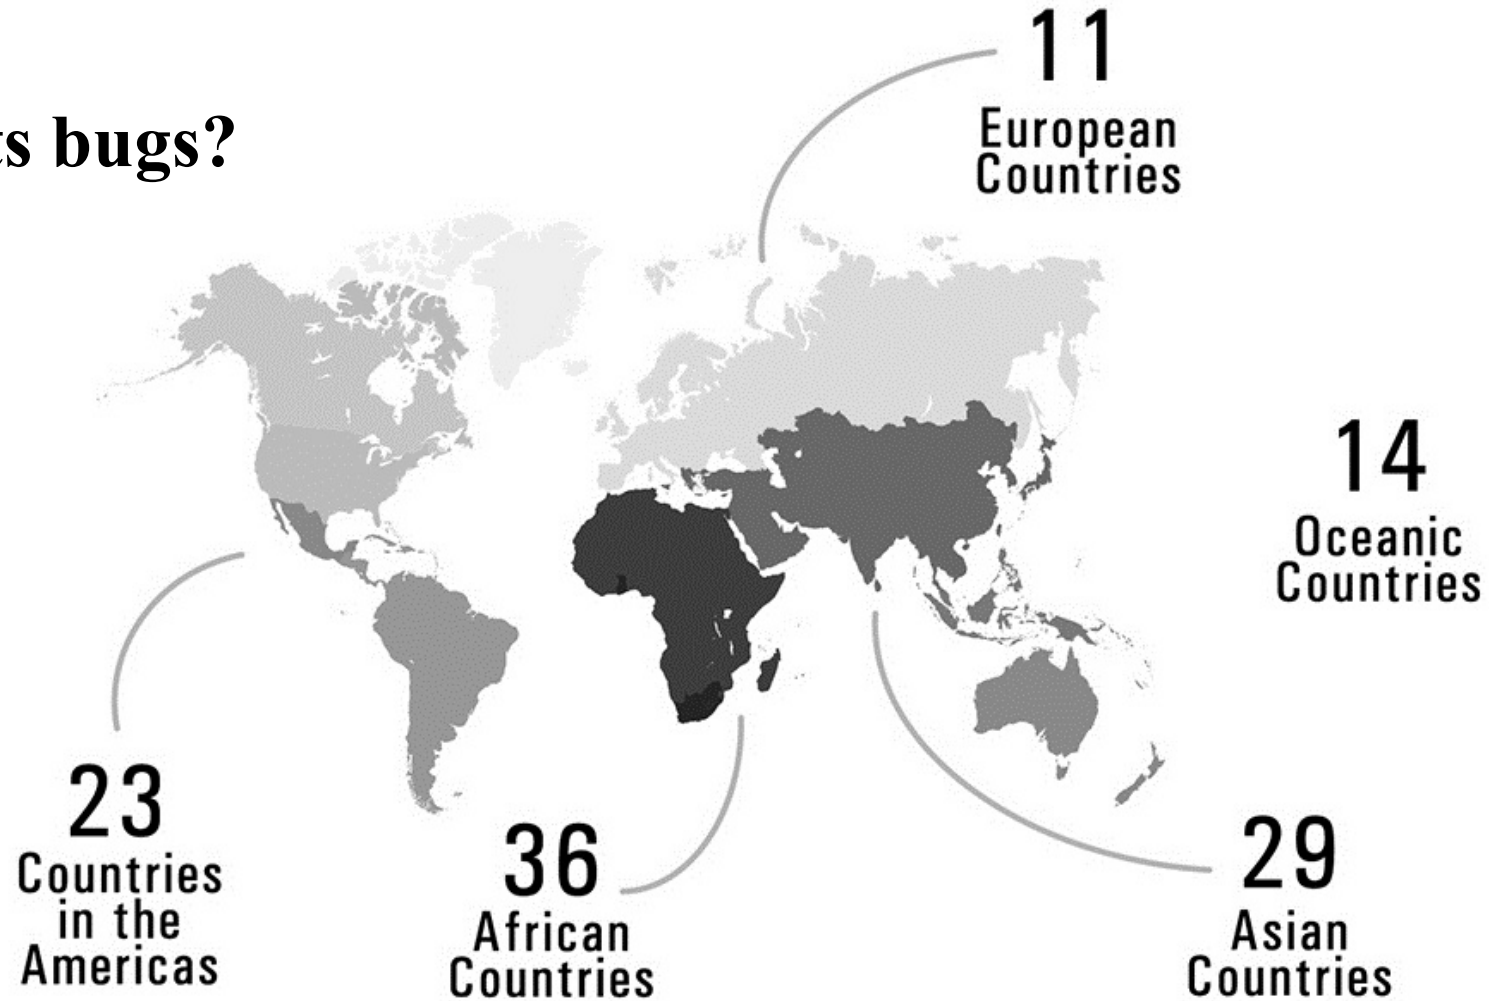 bugs?
11
European
Countries
14
Oceanic
Countries
23
Countries
in the
Americas
36
African
Countries
29
Asian
Countries